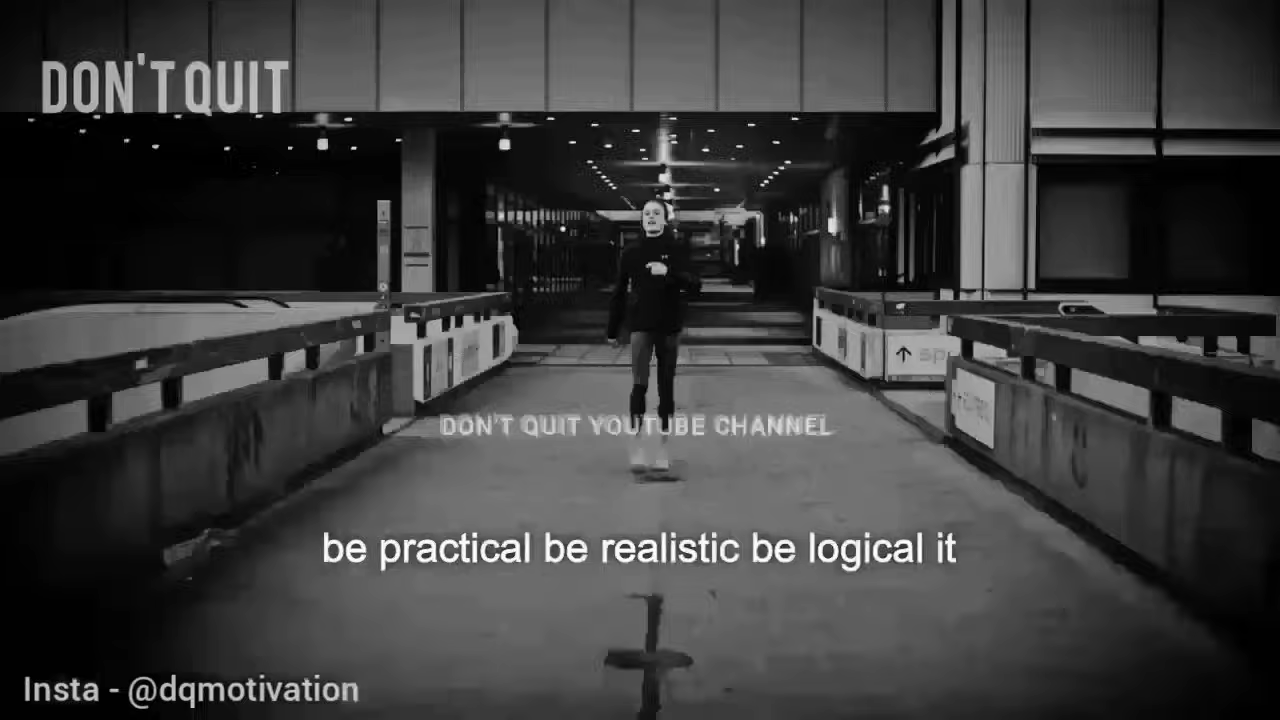 DON'T QUIT
DON'T QUIT YOUTUBE CHANNEL
be practical be realistic be logical it
Insta - @dqmotivation